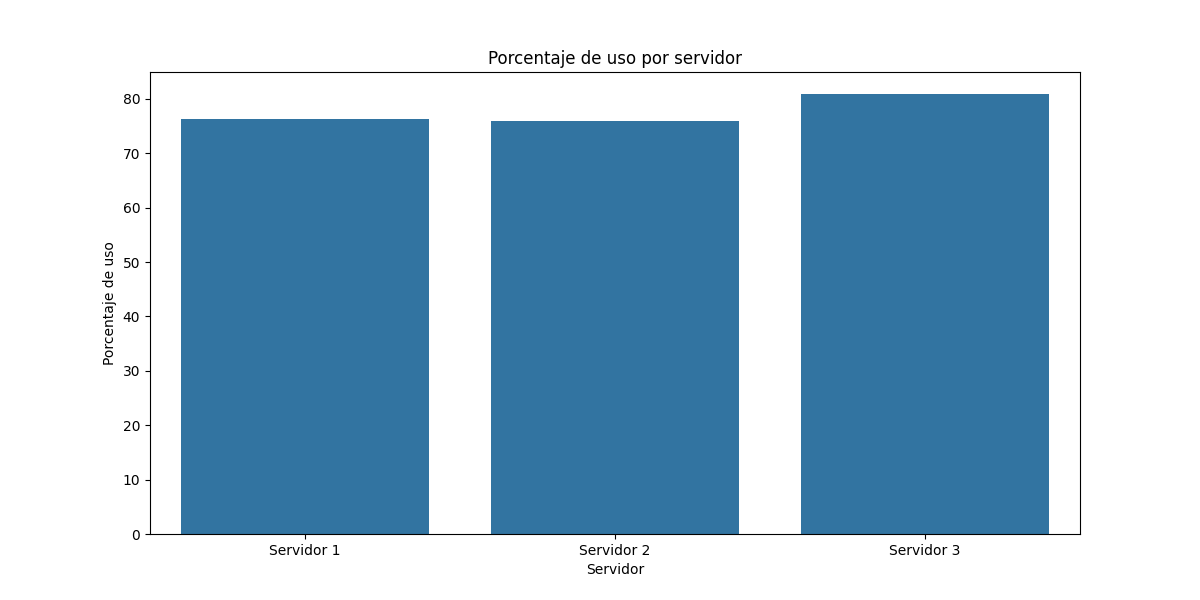 Porcentaje de uso por servidor
Porcentaje de uso
80
70
60
50
40
30
20
10
0
Servidor 1
Servidor 2
Servidor 3
Servidor